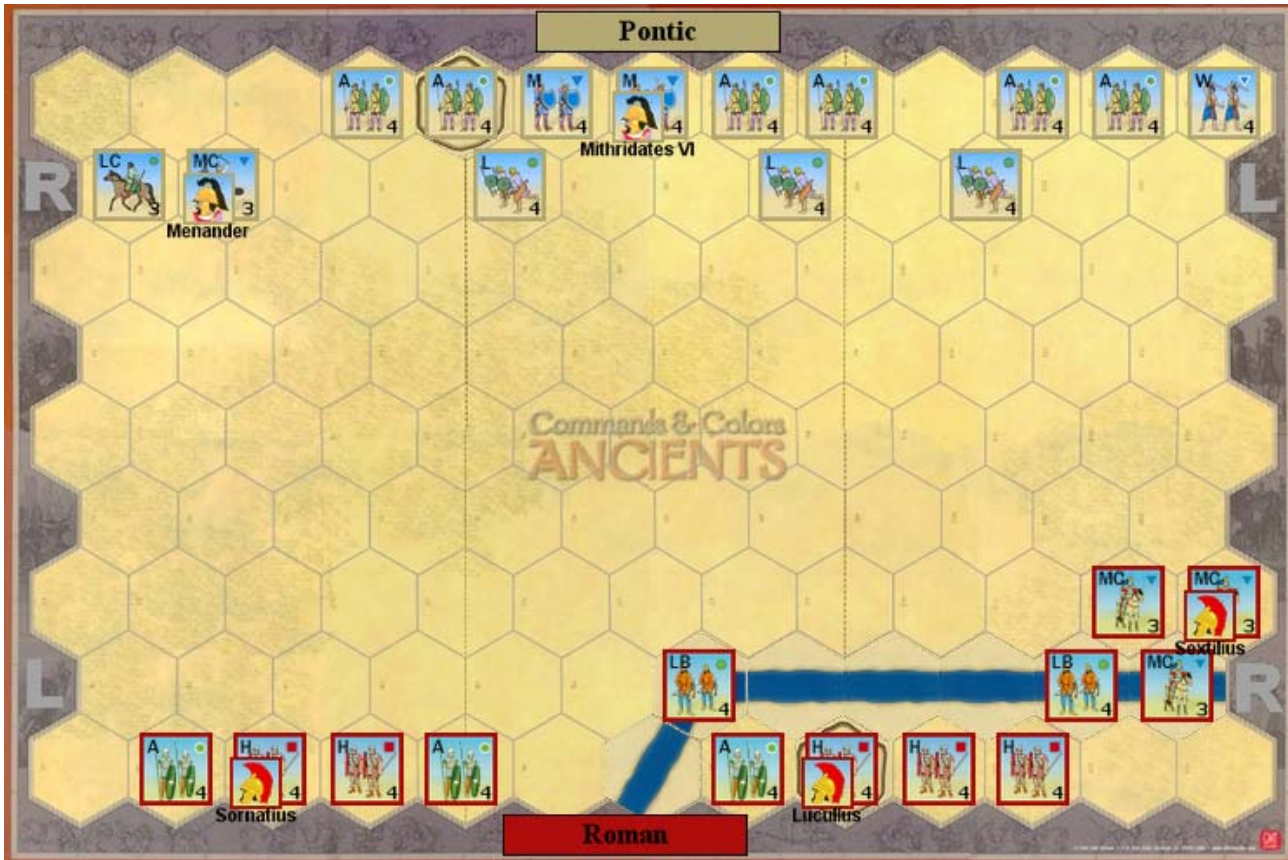 Pontic
A 4 A 4 M 4 M 4 A 4 A 4 A 4 A 4 W 4
Mithridates VI
R LC 3 MC 3 L 4 L 4 L 4 L
Menander
Commands & Colors
ANCIENTS
MC 3 MC 3
Sextilius
L LB 4 LB 4 MC 3 R
A 4 H 4 H 4 A 4 A 4 H 4 H 4 H 4
Sornatius Lucullus
Roman